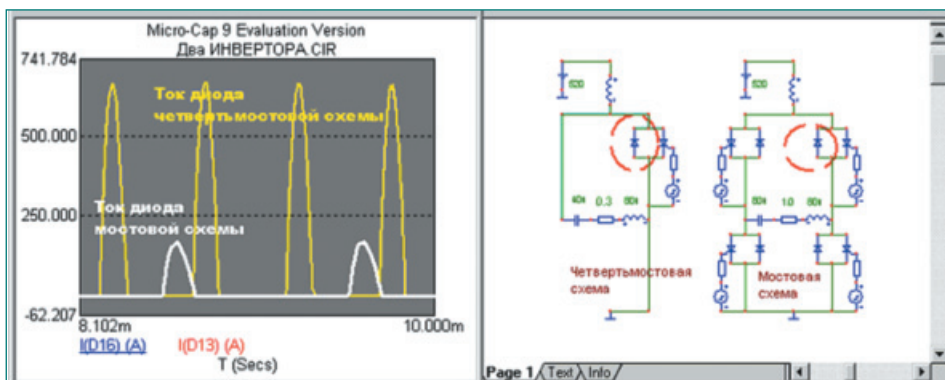 Micro-Cap 9 Evaluation Version
Два ИНВЕРТОРА.CIR
741.784
Ток диода
четвертьмостовой схемы
500.000
250.000
Ток диода
мостовой схемы
-62.207
8.102m
10.000m
I(D16) (A)
I(D13) (A)
T (Secs)
620
620
0.3
1.0
Четвертьмостовая
схема
Мостовая
схема
Page 1
Text
Info